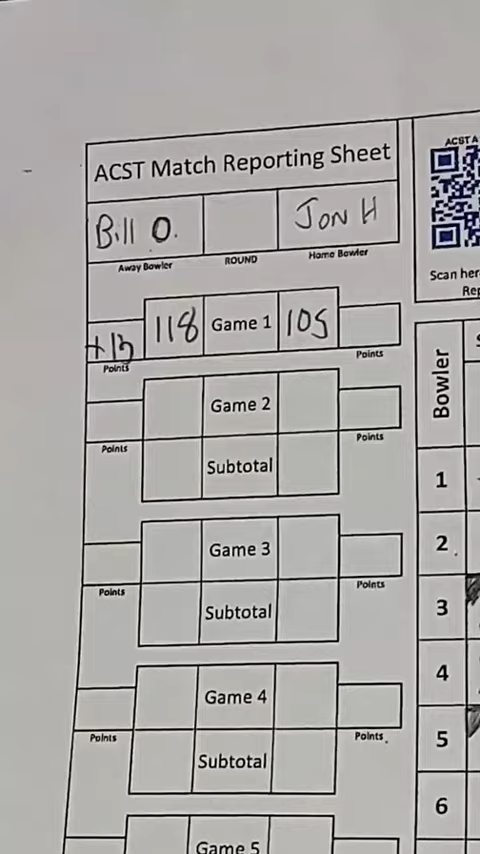 ACST Match Reporting Sheet
Bill O. Jon H
Away Bowler ROUND Home Bowler
+13 118 Game 1 105
Points Points
Game 2
Points Points
Subtotal
Game 3
Points Points
Subtotal
Game 4
Points Points
Subtotal
Game 5
ACST A
Scan her
Rep
Bowler
1
2
3
4
5
6